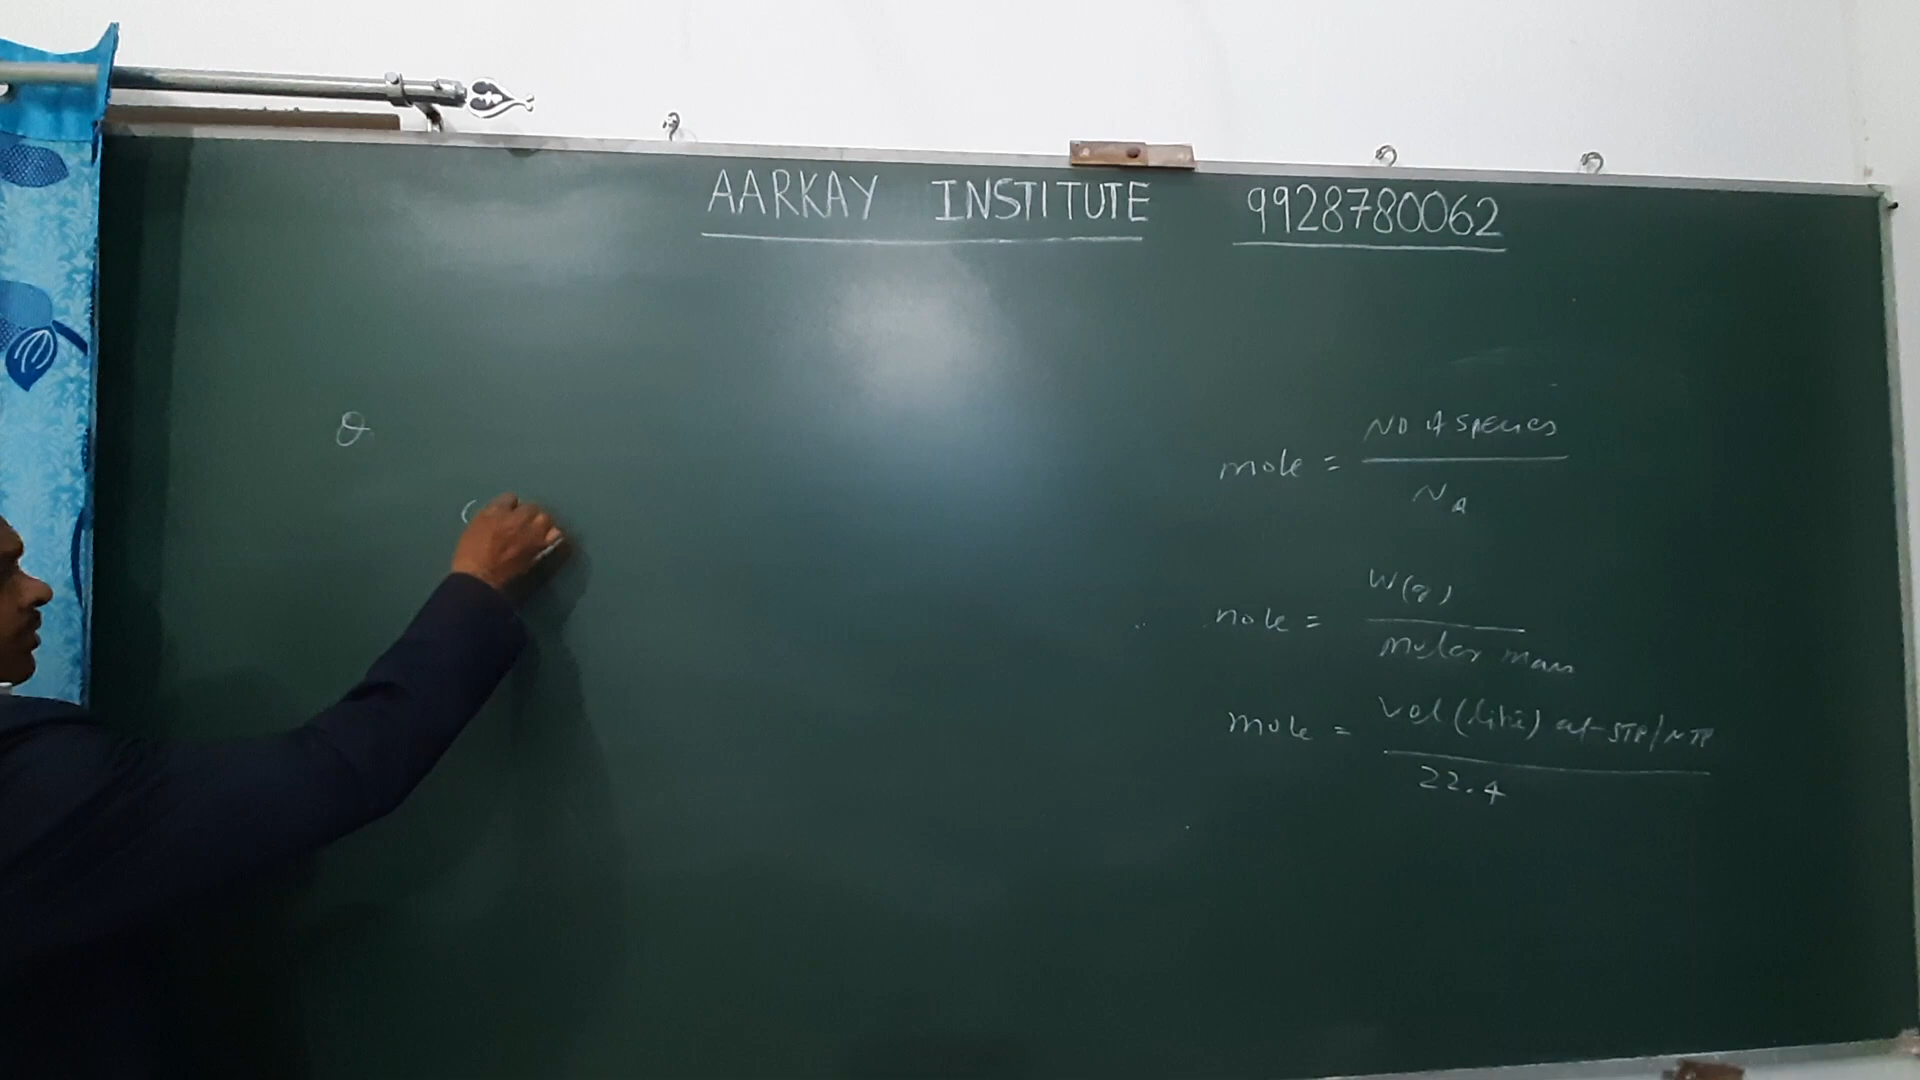 AARKAY INSTITUTE 9928780062
Q
mole = NO of species
NA
mole = W(g)
molar mass
mole = Vol (litre) at STP/NTP
22.4